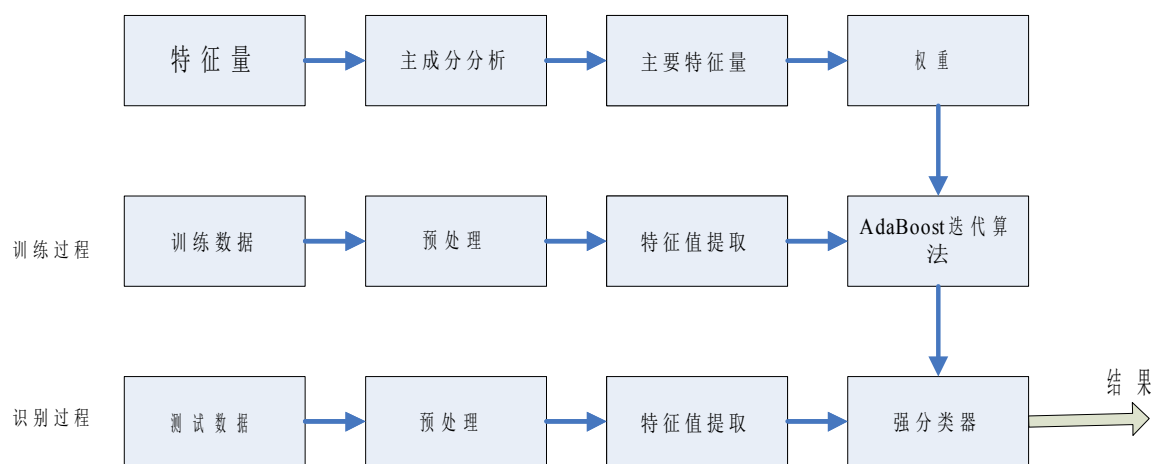 特征量
主成分分析
主要特征量
权重
训练过程
训练数据
预处理
特征值提取
AdaBoost迭代算
法
识别过程
测试数据
预处理
特征值提取
强分类器
结果